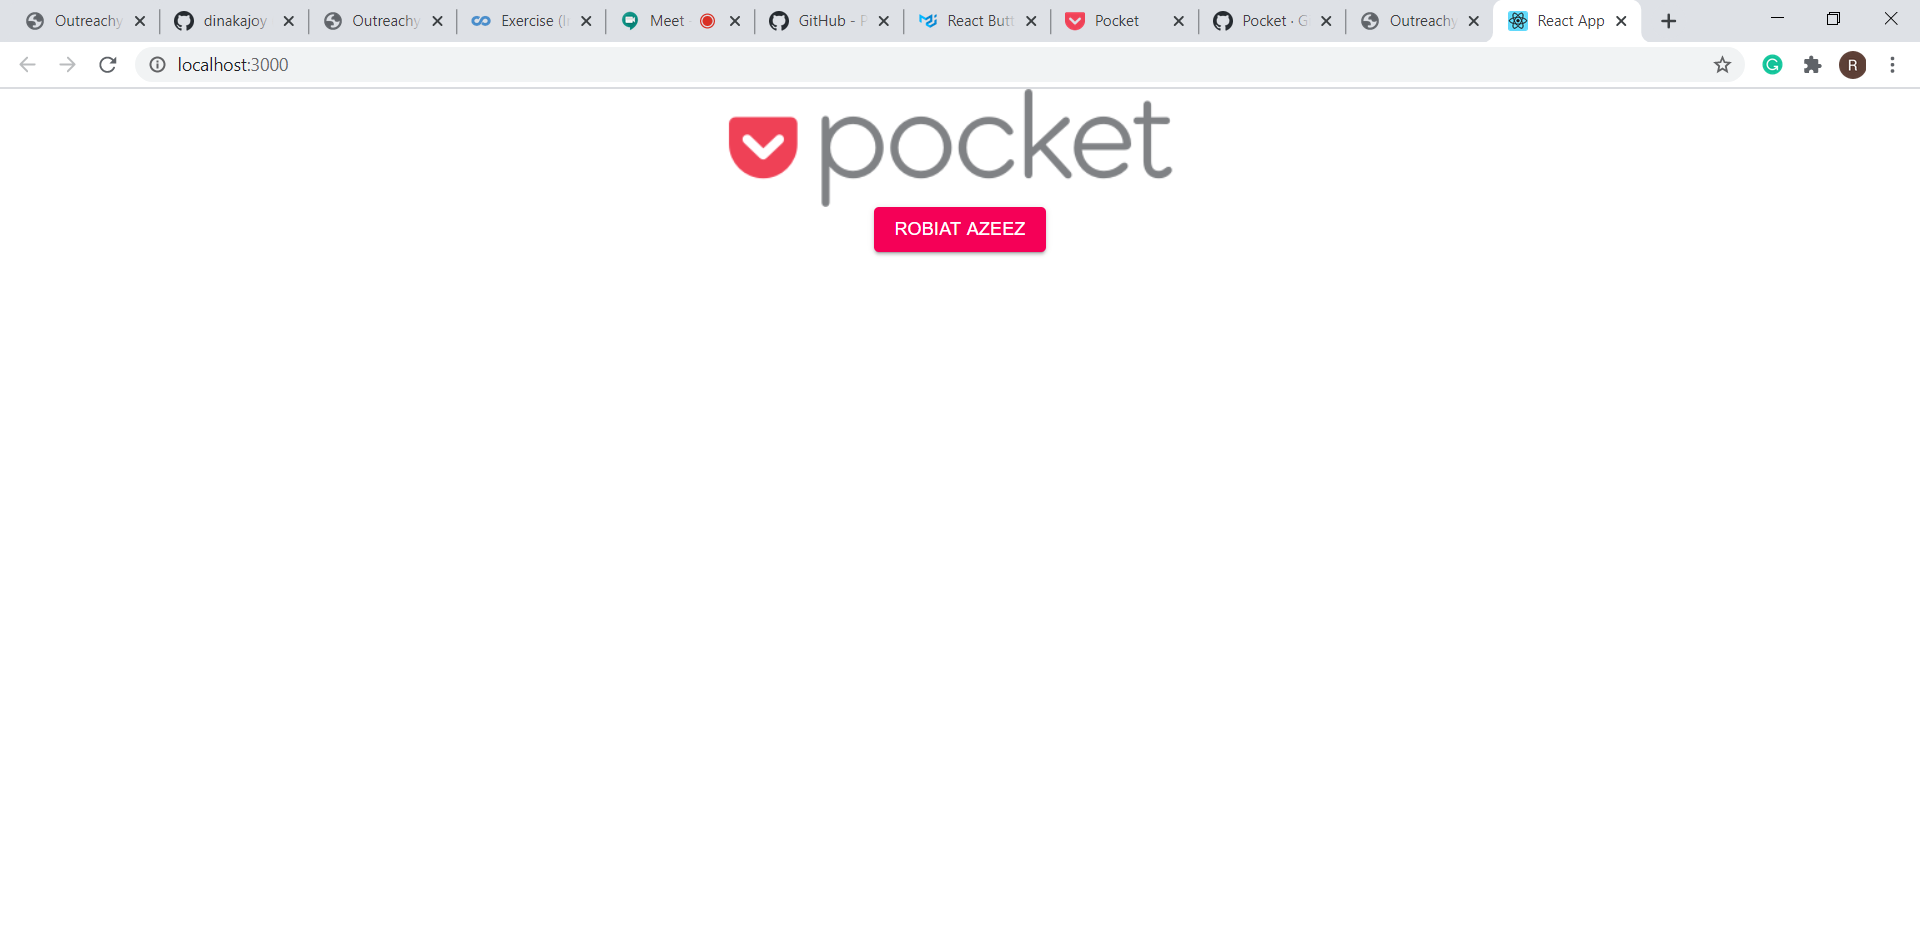 Outreachy
dinakajoy
Outreachy
Exercise (I
Meet
GitHub - P
React Butt
Pocket
Pocket · G
Outreachy
React App
localhost:3000
R
pocket
ROBIAT AZEEZ